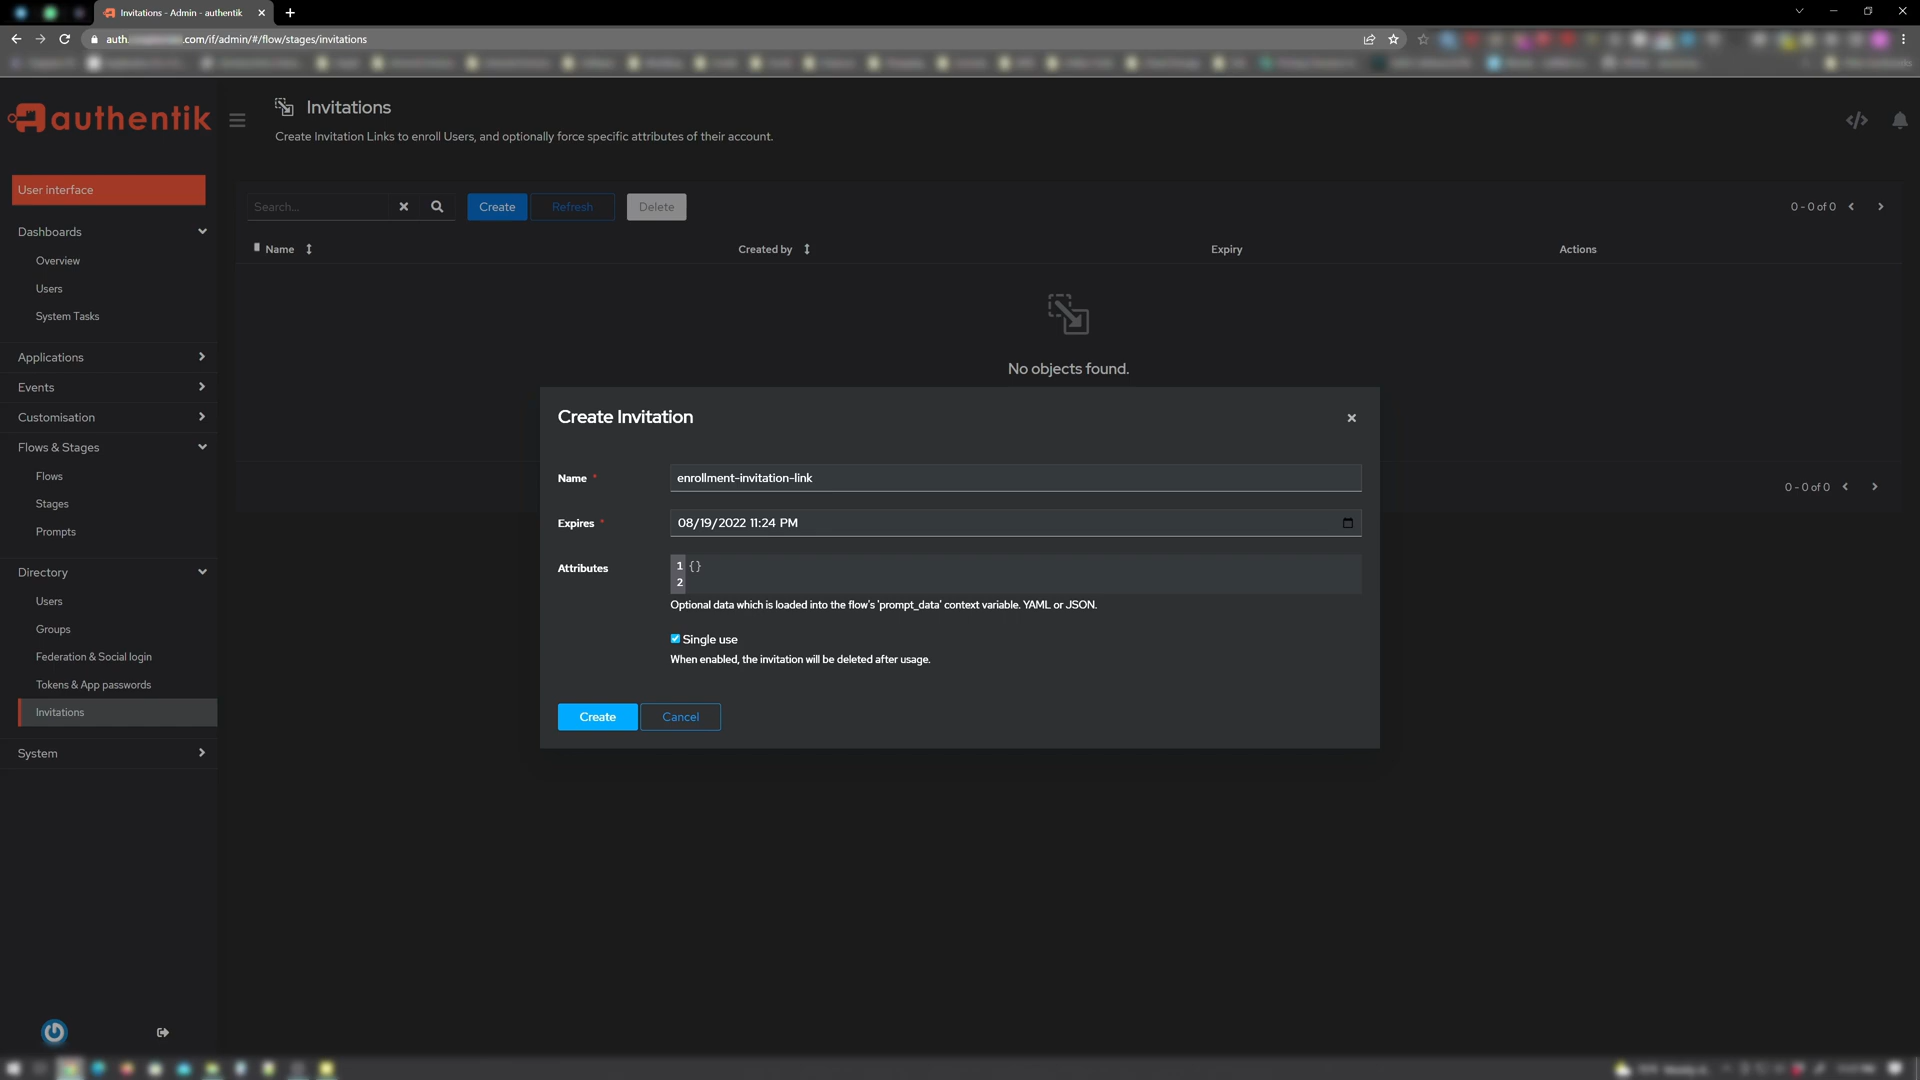 Invitations - Admin - authentik
auth.
.com/if/admin/#/flow/stages/invitations
authentik
Invitations
Create Invitation Links to enroll Users, and optionally force specific attributes of their account.
User interface
Search...
Create
Refresh
Delete
0 - 0 of 0
Dashboards
Name
Created by
Expiry
Actions
Overview
Users
System Tasks
Applications
No objects found.
Events
Customisation
Create Invitation
Flows & Stages
Flows
Name *
enrollment-invitation-link
0 - 0 of 0
Stages
Expires *
08/19/2022 11:24 PM
Prompts
Attributes
1 {}
2
Directory
Users
Optional data which is loaded into the flow's 'prompt_data' context variable. YAML or JSON.
Groups
Single use
Federation & Social login
When enabled, the invitation will be deleted after usage.
Tokens & App passwords
Invitations
Create
Cancel
System